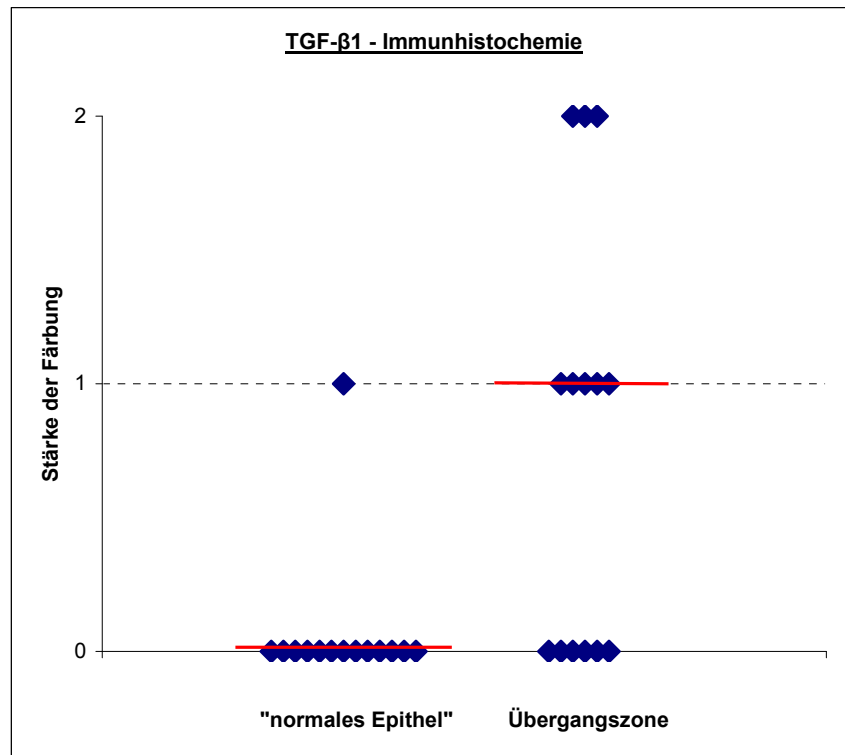 TGF-β1 - Immunhistochemie
2
1
0
Stärke der Färbung
"normales Epithel" Übergangszone